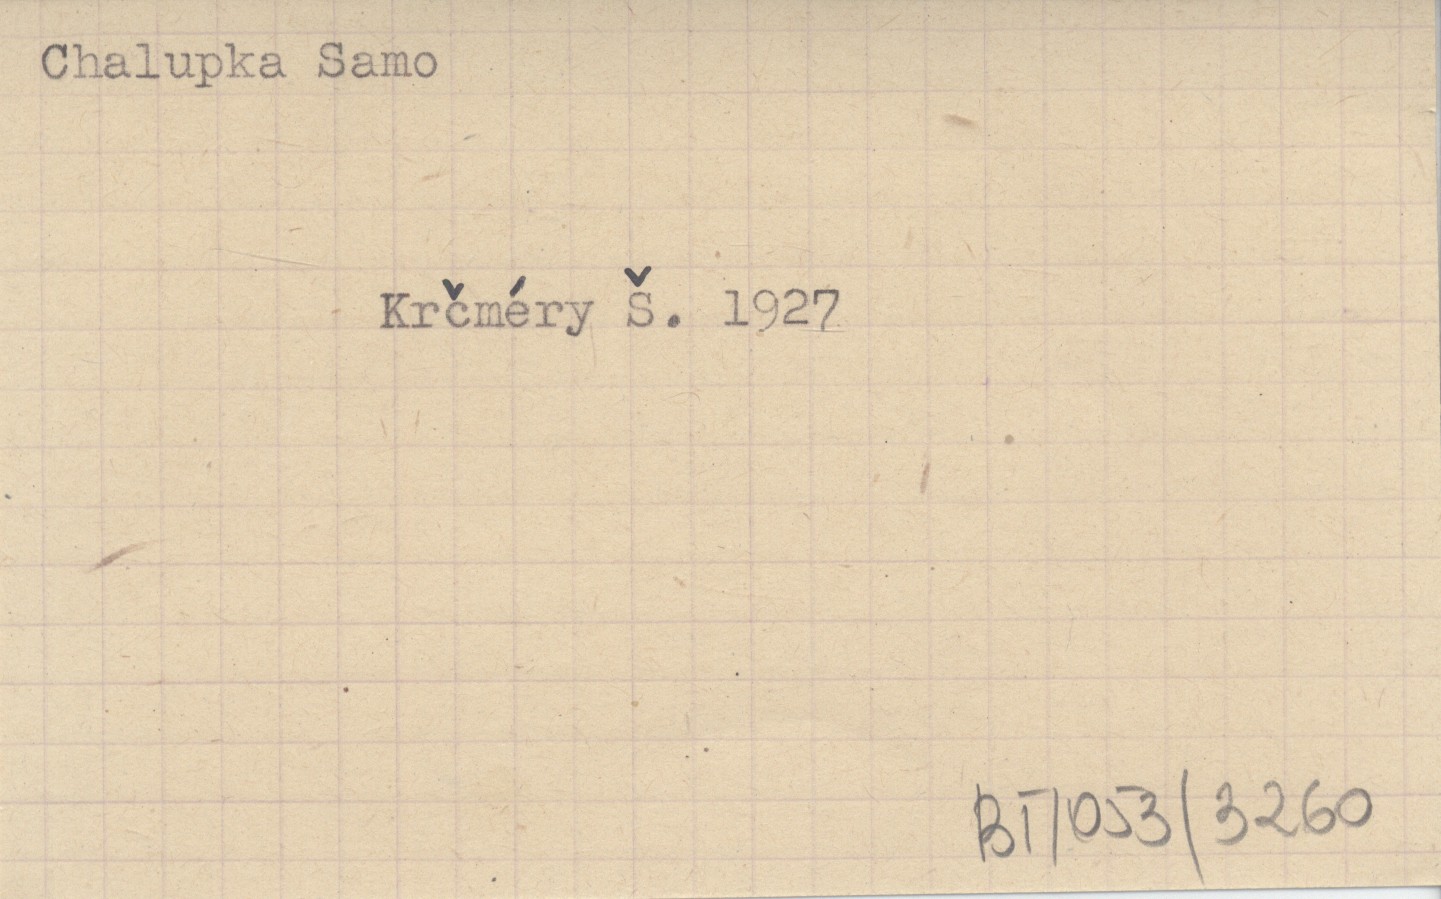 Chalupka Samo
Krčméry Š. 1927
BT/053/3260